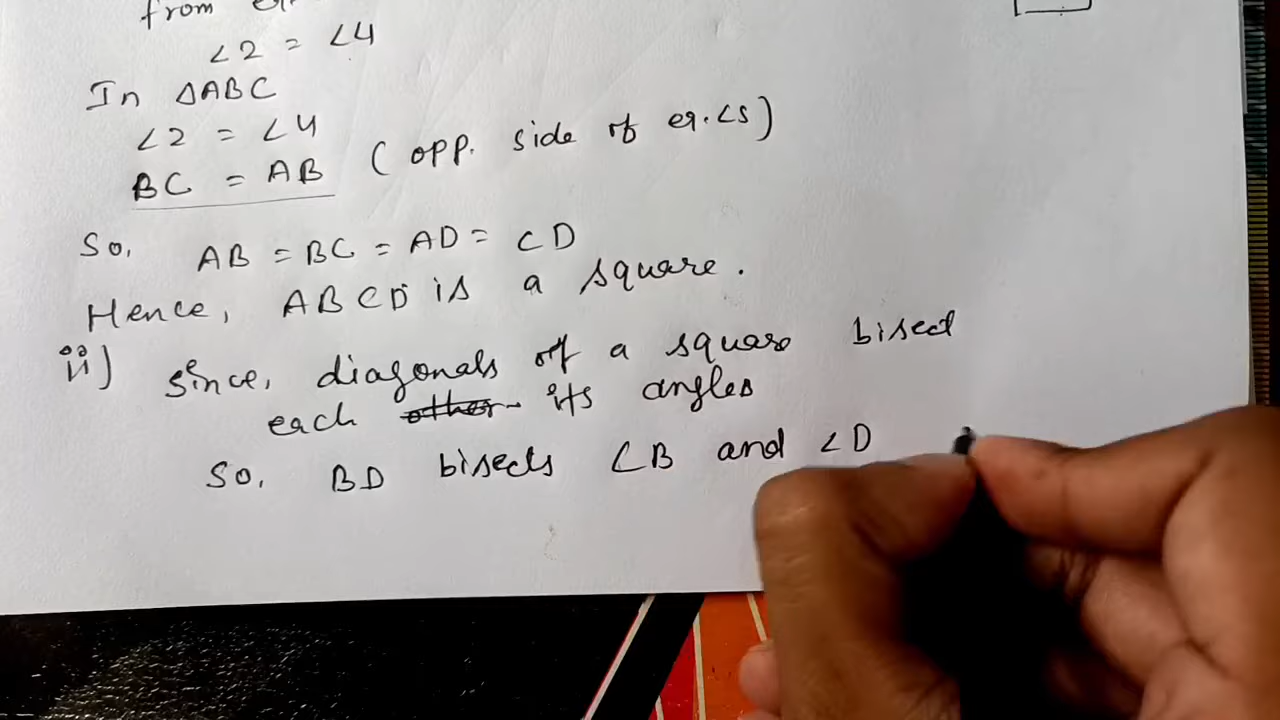 from
∠2 = ∠4
In △ABC
∠2 = ∠4
BC = AB (opp. side of eq. ∠s)
So, AB = BC = AD = CD
Hence, ABCD is a square.
ii) Since, diagonals of a square bisect
each other its angles
So, BD bisects ∠B and ∠D